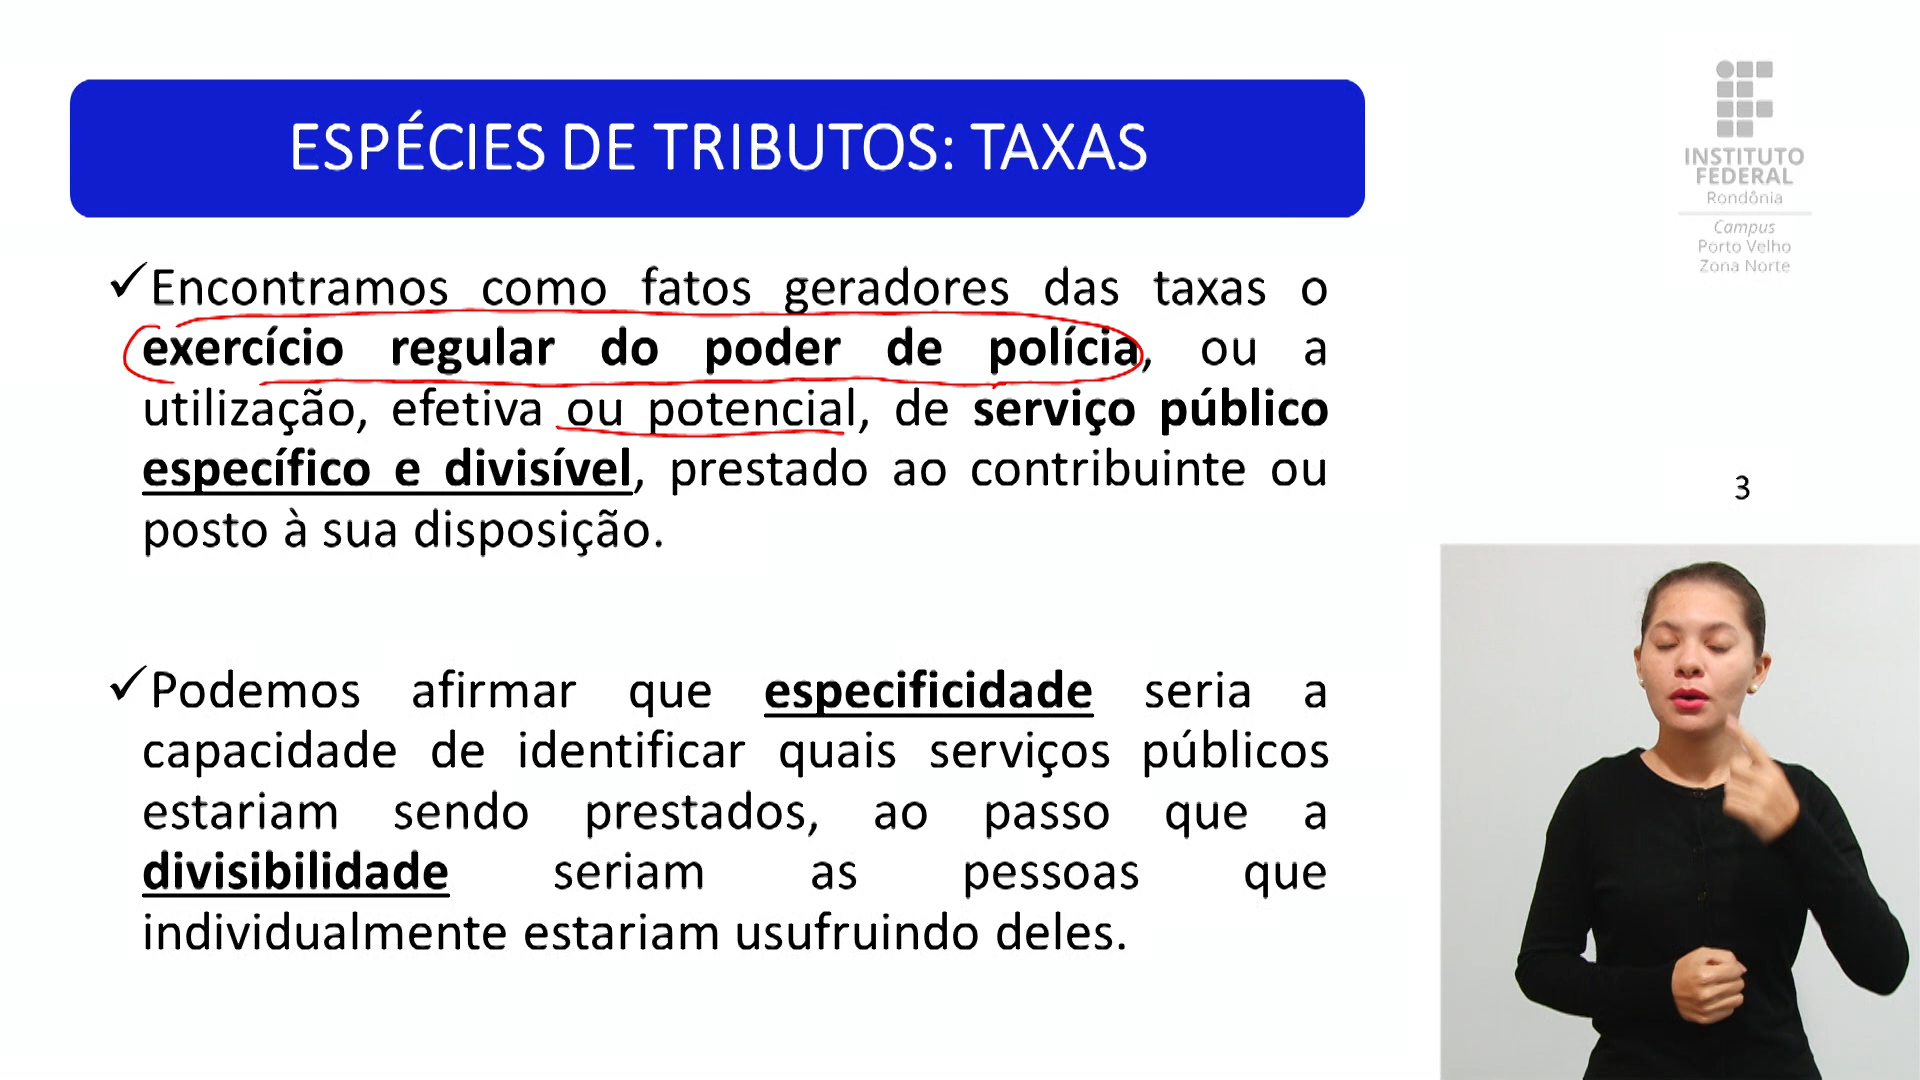 ESPÉCIES DE TRIBUTOS: TAXAS
INSTITUTO
FEDERAL
Rondônia
Campus
Porto Velho
Zona Norte
✓Encontramos como fatos geradores das taxas o
exercício regular do poder de polícia, ou a
utilização, efetiva ou potencial, de serviço público
específico e divisível, prestado ao contribuinte ou
posto à sua disposição.
3
✓Podemos afirmar que especificidade seria a
capacidade de identificar quais serviços públicos
estariam sendo prestados, ao passo que a
divisibilidade seriam as pessoas que
individualmente estariam usufruindo deles.